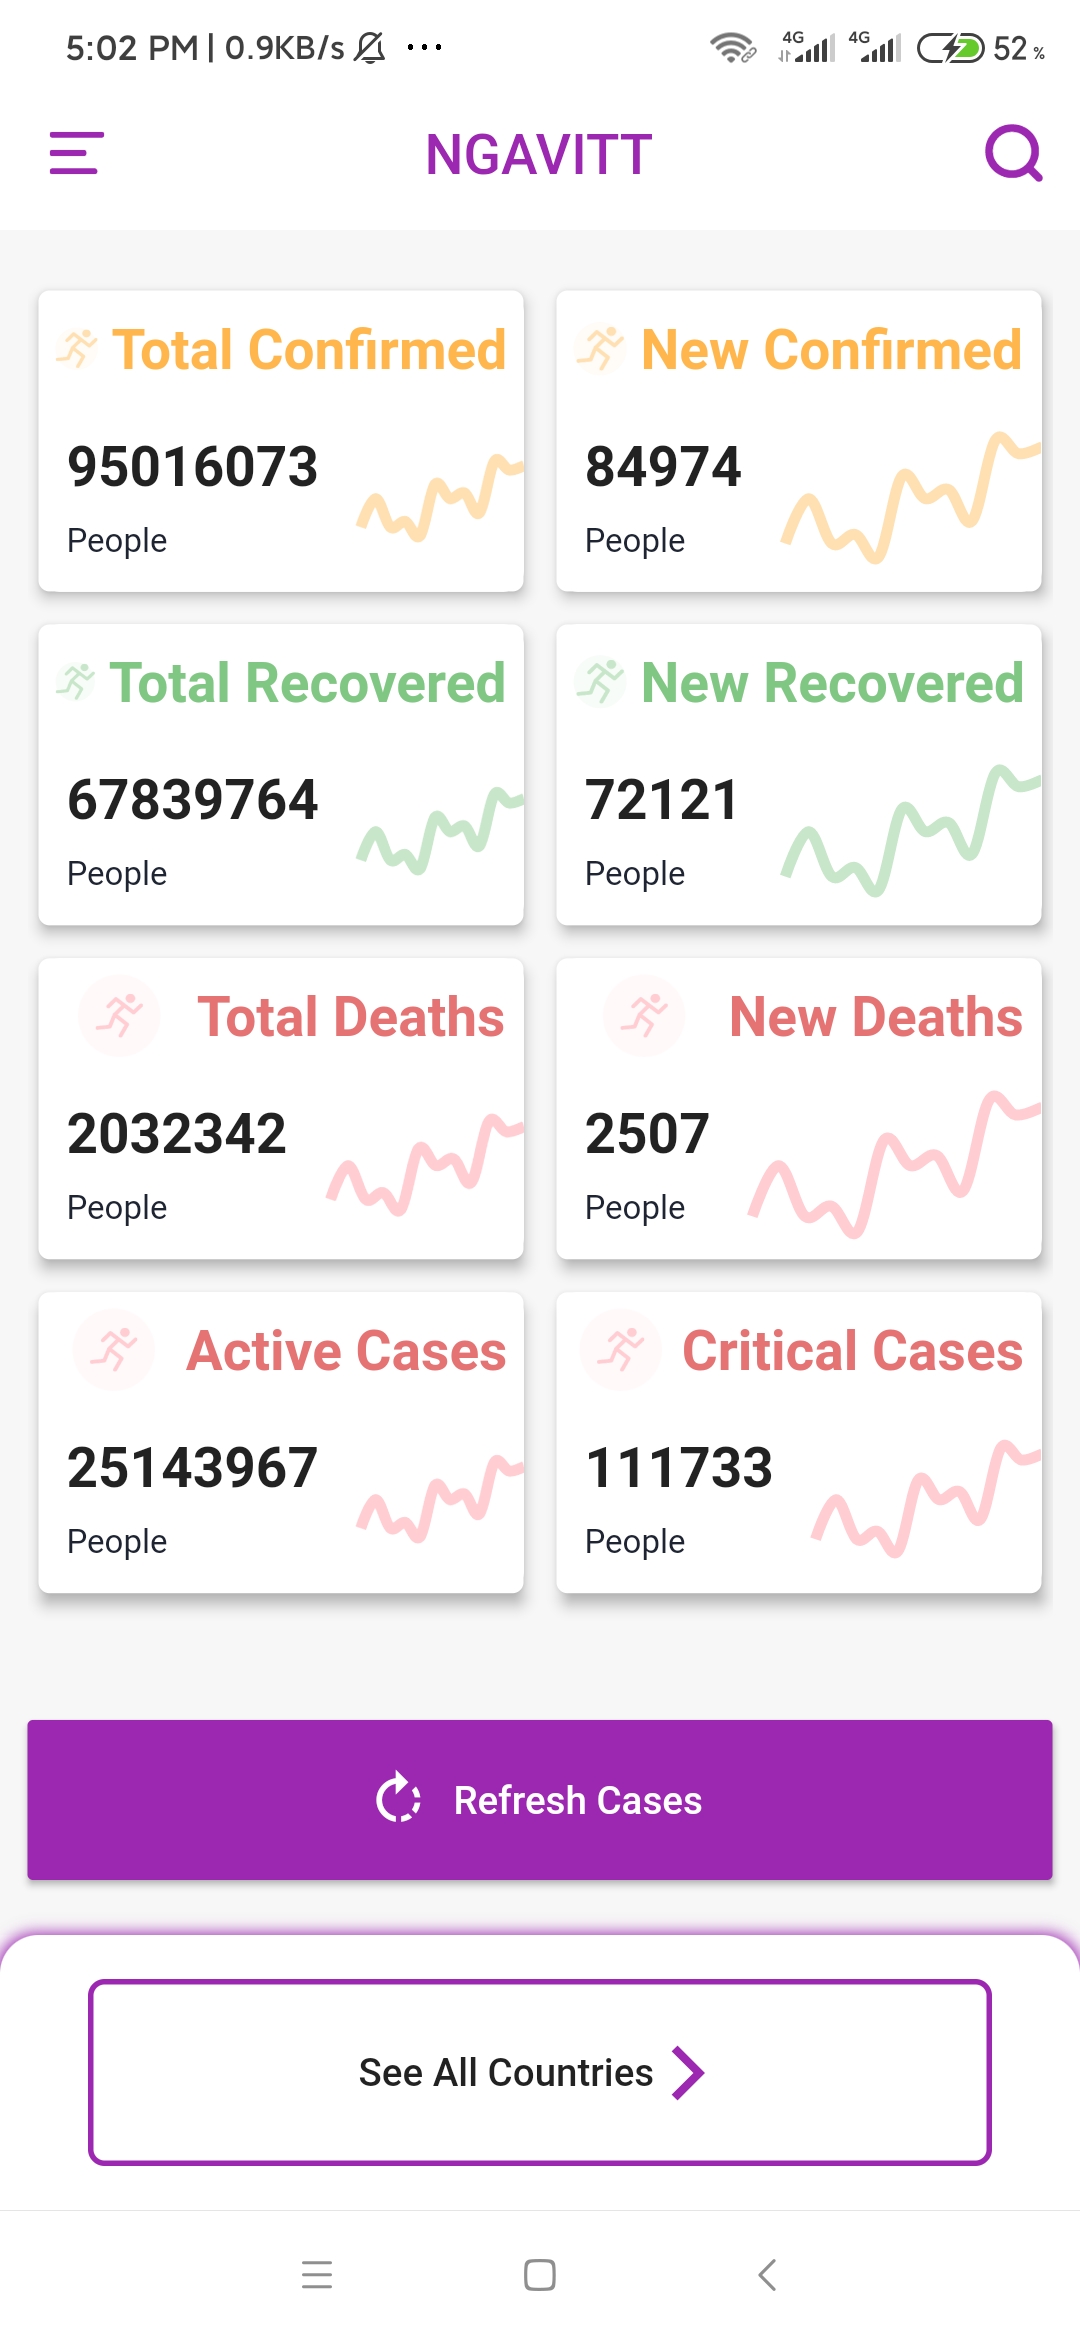 5:02 PM | 0.9KB/s ... 4G 4G 52 %
NGAVITT
Total Confirmed
95016073
People
New Confirmed
84974
People
Total Recovered
67839764
People
New Recovered
72121
People
Total Deaths
2032342
People
New Deaths
2507
People
Active Cases
25143967
People
Critical Cases
111733
People
Refresh Cases
See All Countries